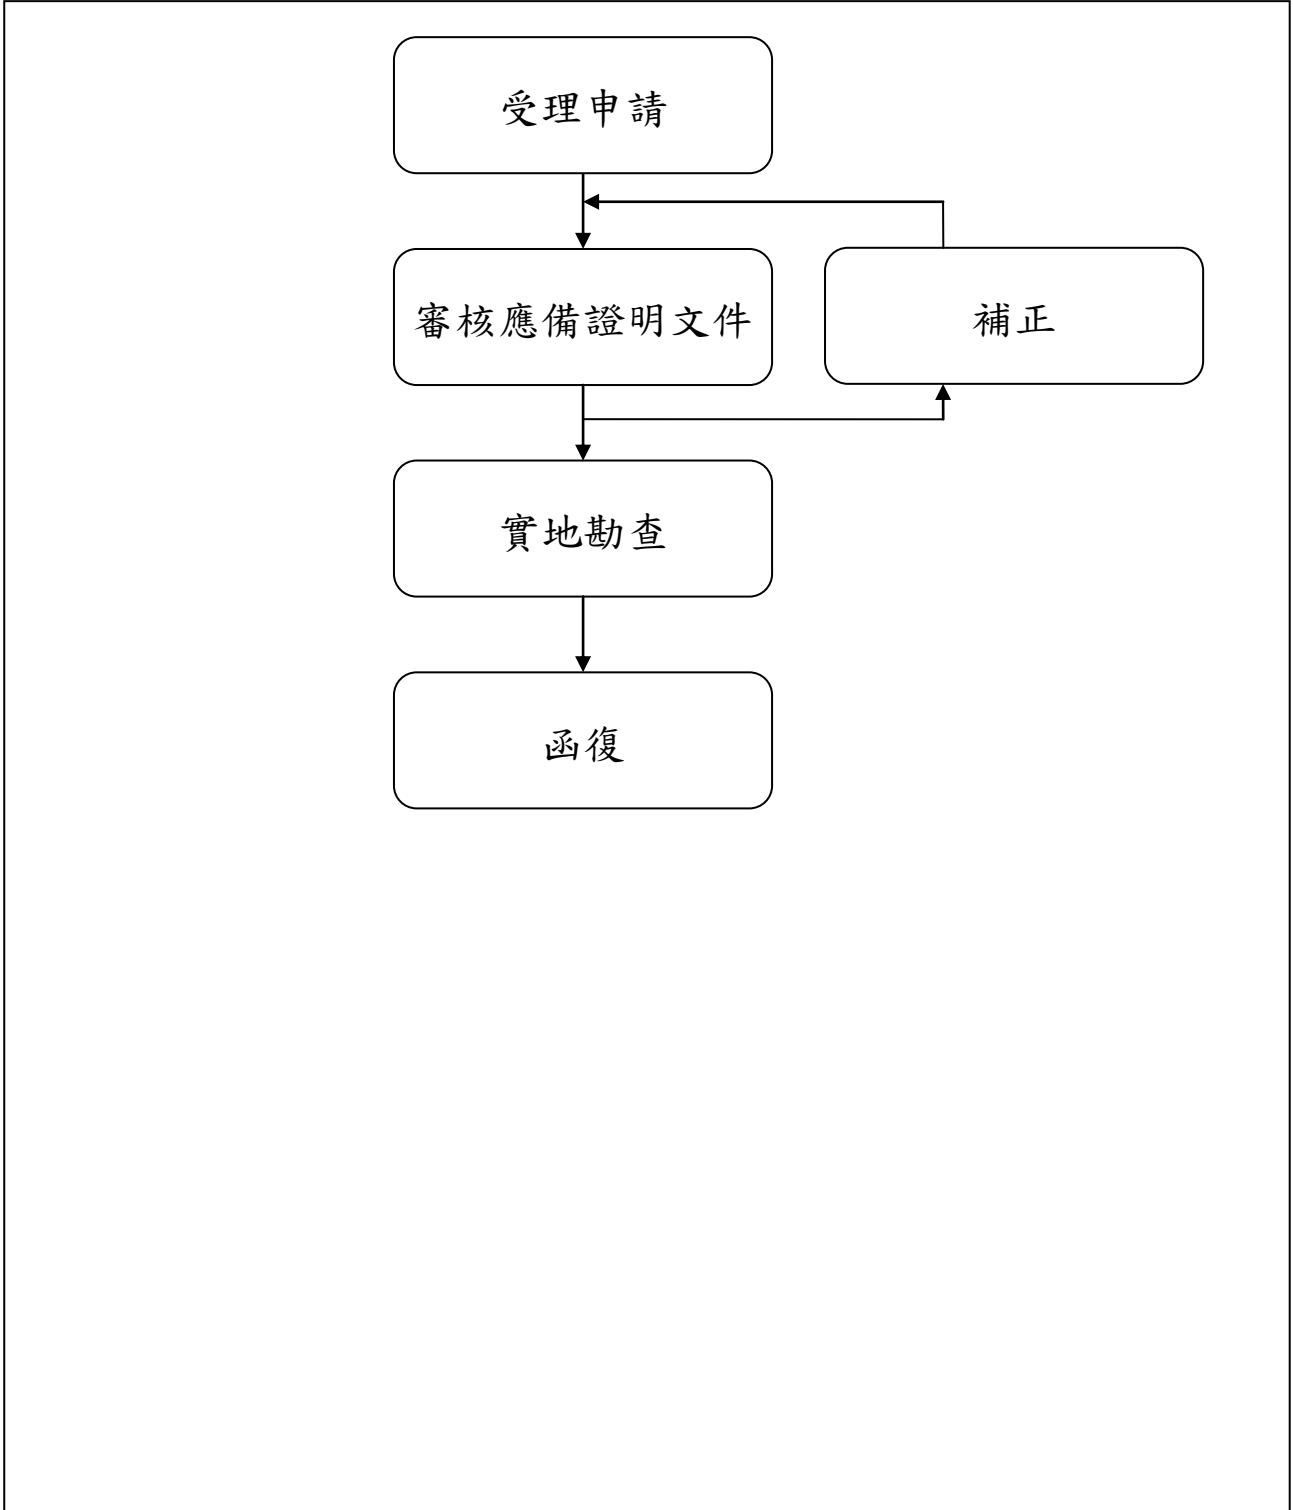 受理申請
審核應備證明文件
補正
實地勘查
函復